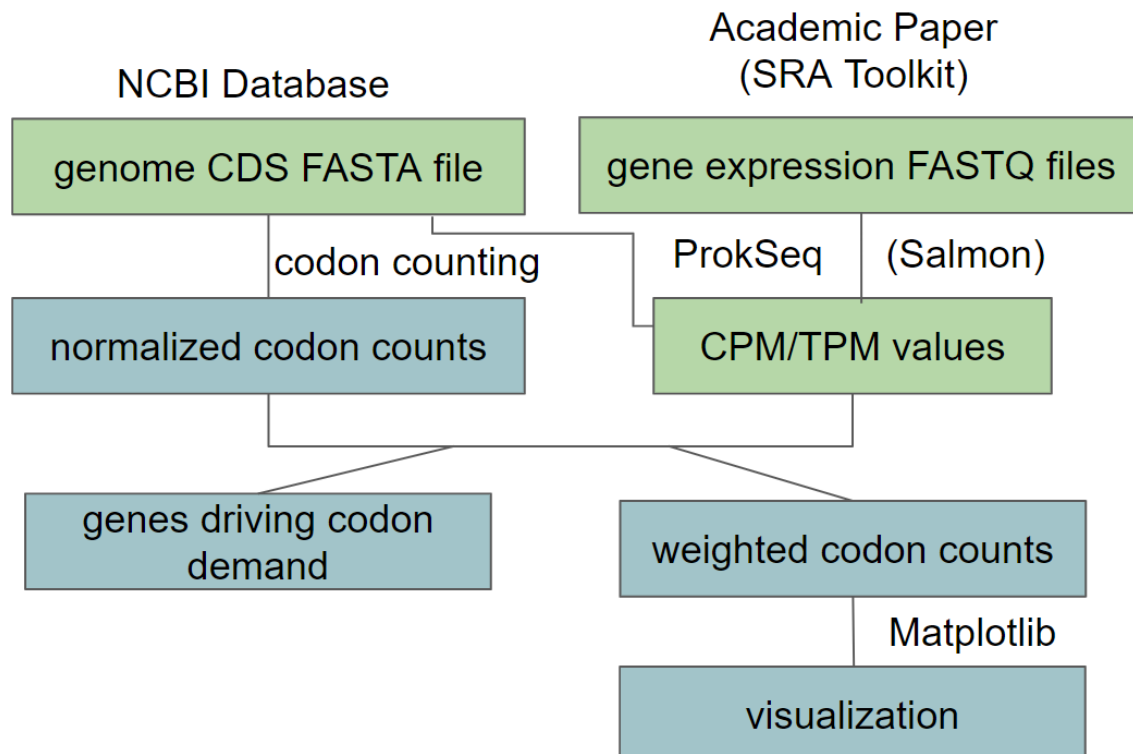 NCBI Database
Academic Paper
(SRA Toolkit)
genome CDS FASTA file
gene expression FASTQ files
codon counting
ProkSeq
(Salmon)
normalized codon counts
CPM/TPM values
genes driving codon
demand
weighted codon counts
Matplotlib
visualization